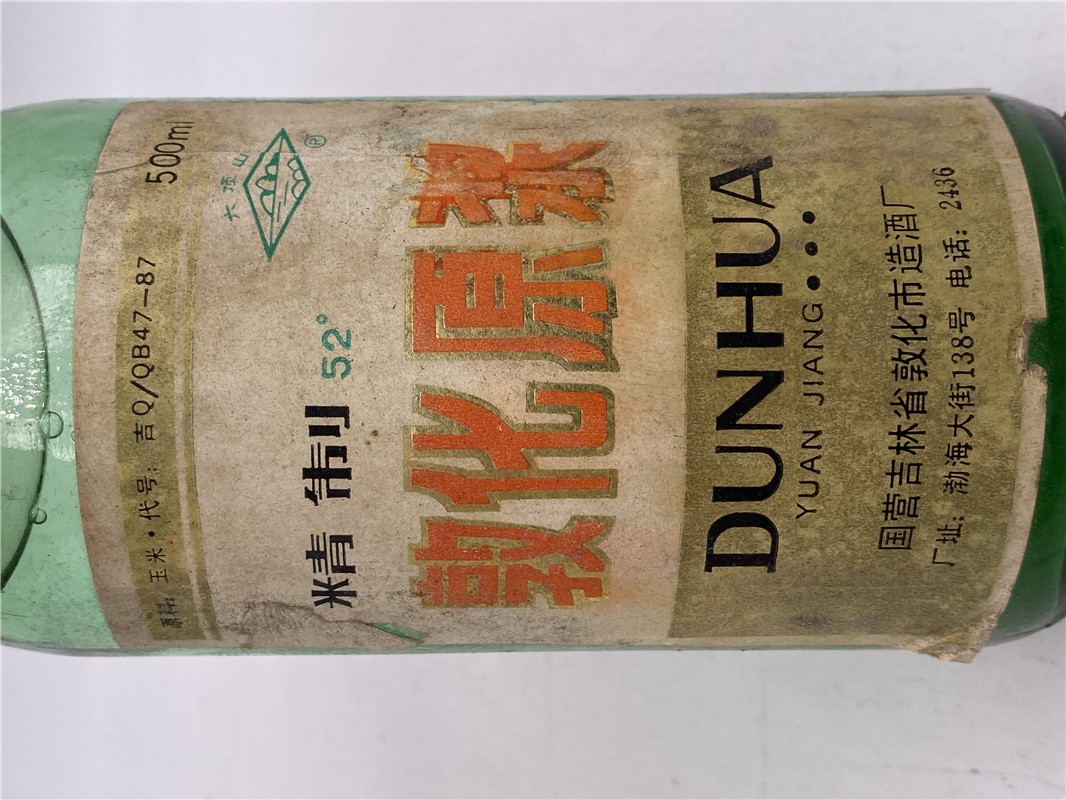 原料：玉米·代号：吉Q/QB47—87 500ml
大顶山
精制 52°
敦化原浆
DUNHUA
YUAN JIANG
国营吉林省敦化市造酒厂
厂址：渤海大街138号 电话：2436